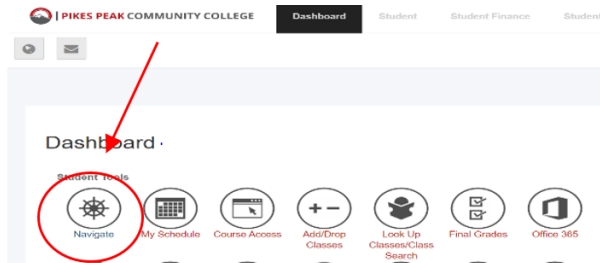 PIKES PEAK COMMUNITY COLLEGE Dashboard Student Student Finance Student
Dashboard
Student Tools
Navigate My Schedule Course Access Add/Drop Classes Look Up Classes/Class Search Final Grades Office 365